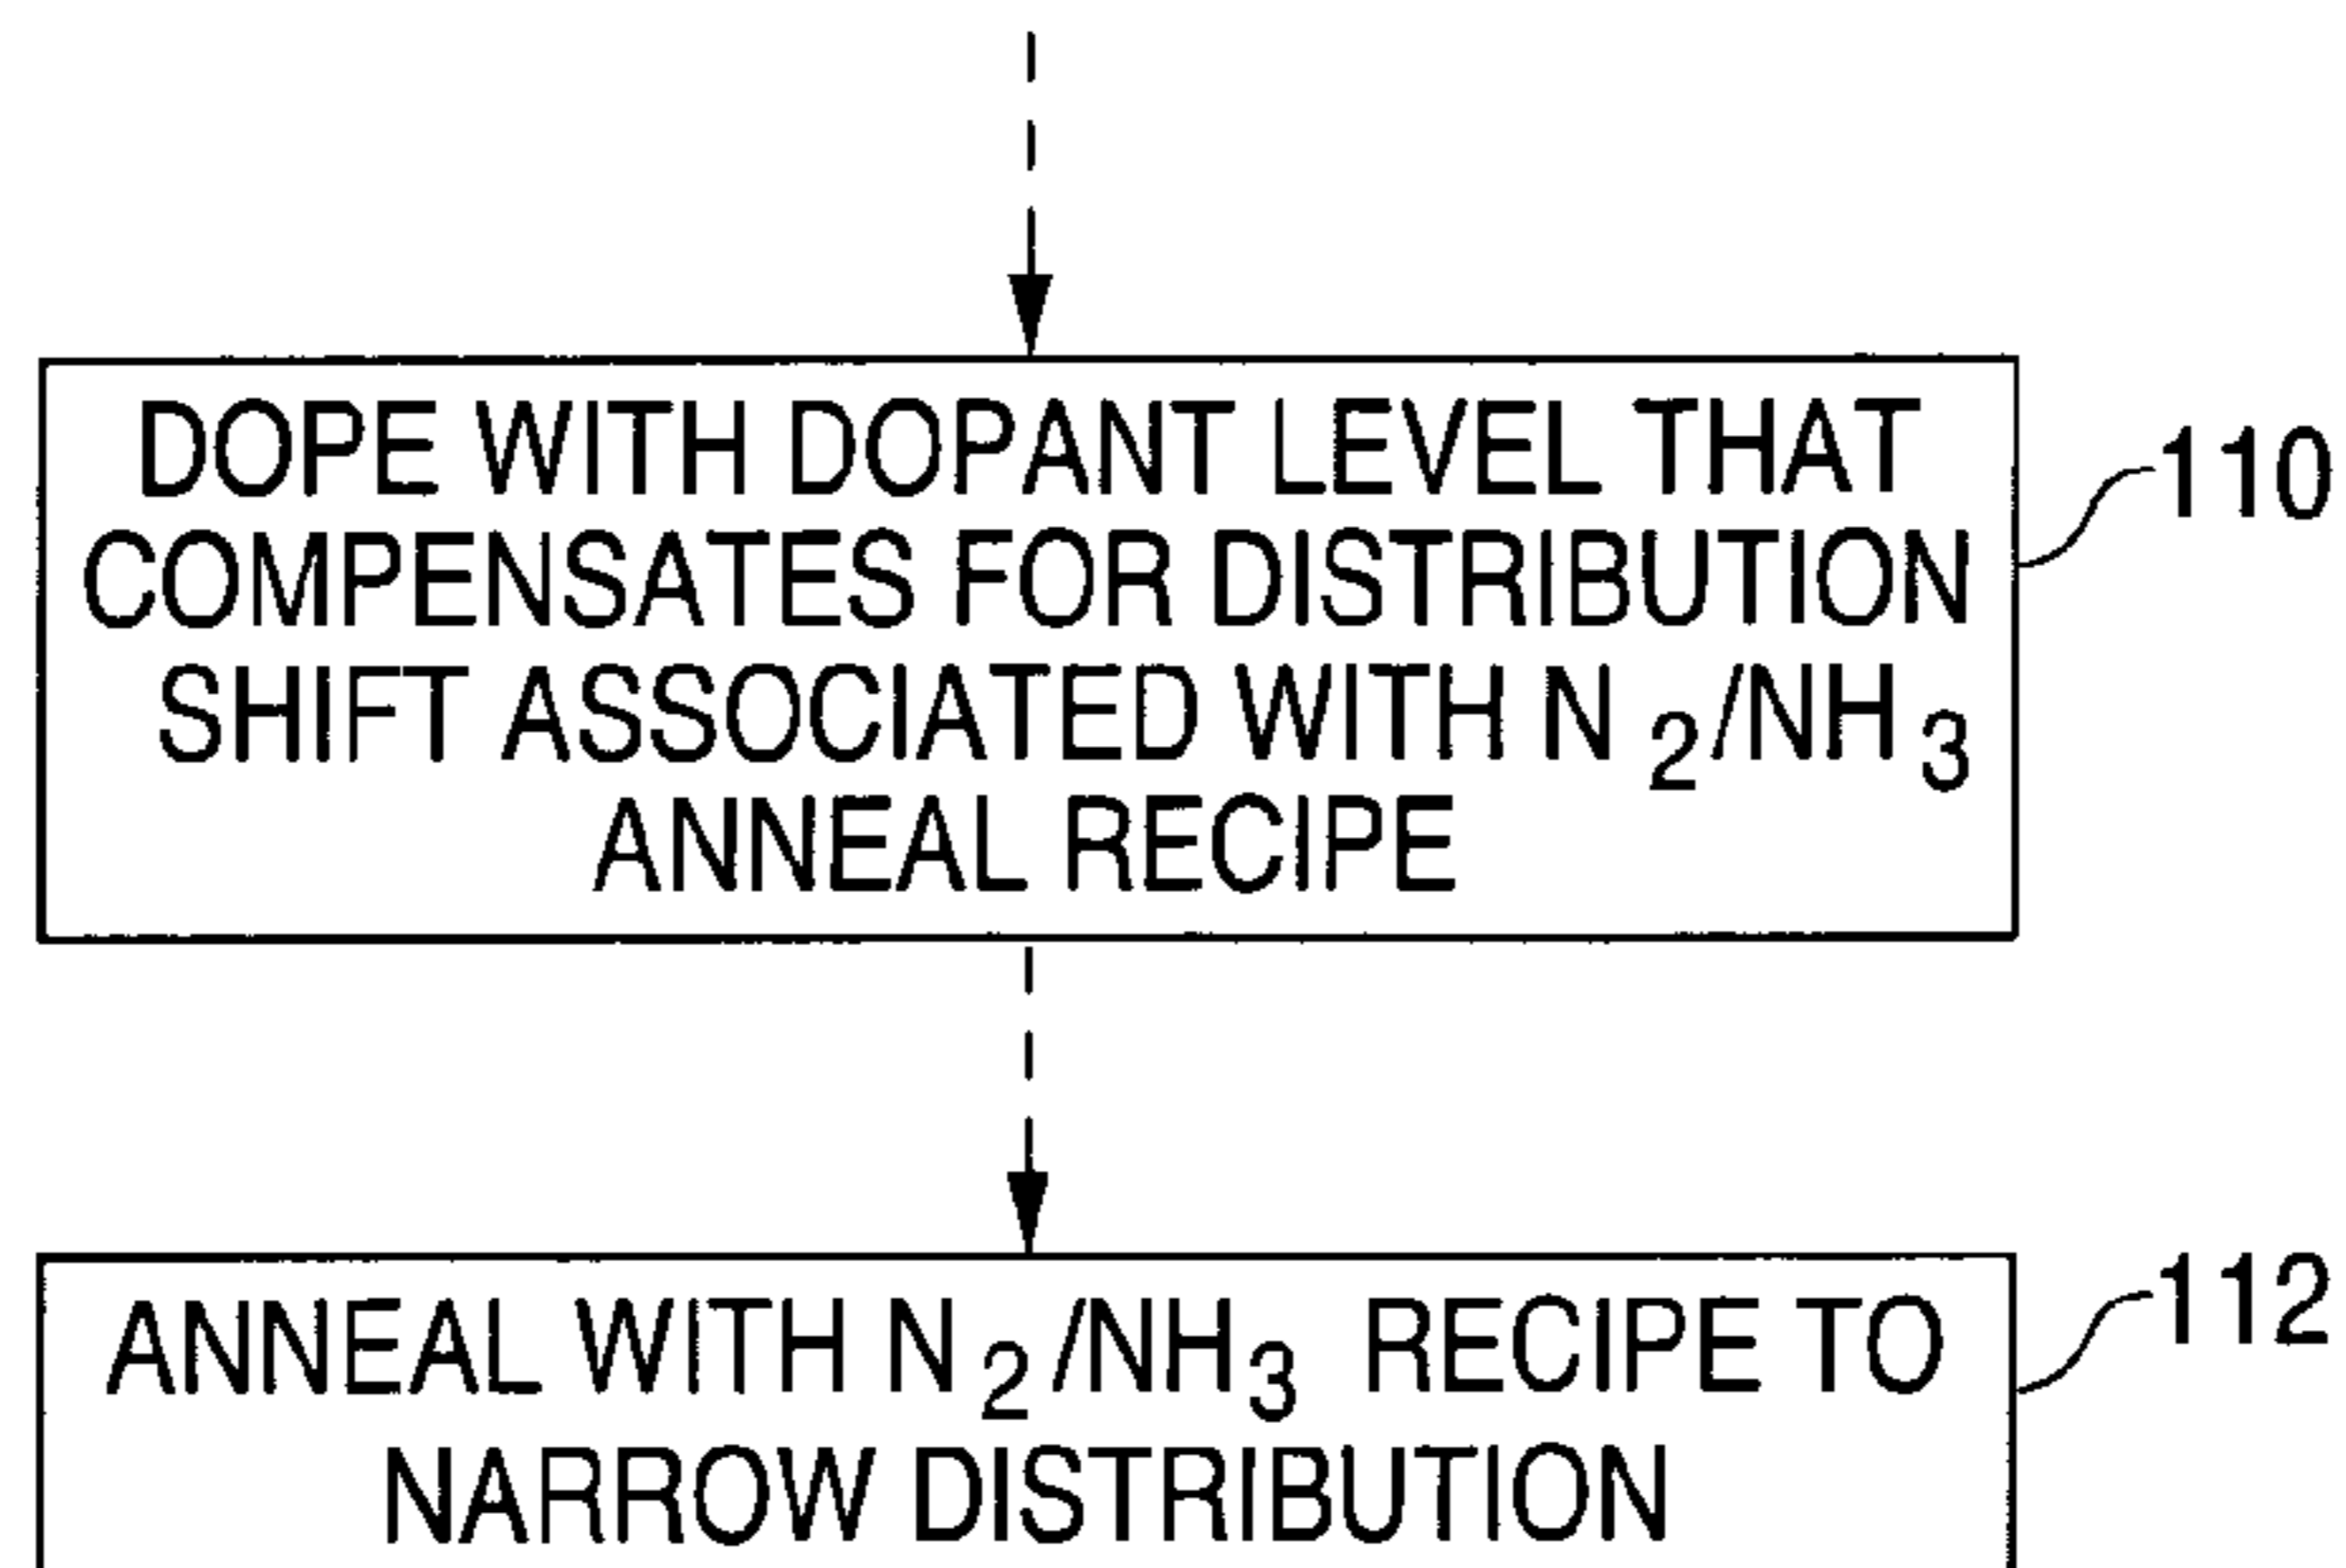 DOPE WITH DOPANT LEVEL THAT
COMPENSATES FOR DISTRIBUTION
SHIFT ASSOCIATED WITH N₂/NH₃
ANNEAL RECIPE
110
ANNEAL WITH N₂/NH₃ RECIPE TO
NARROW DISTRIBUTION
112